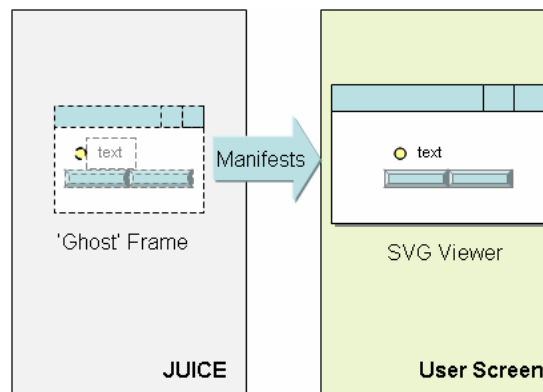 text
Manifests
text
'Ghost' Frame
SVG Viewer
JUICE
User Screen